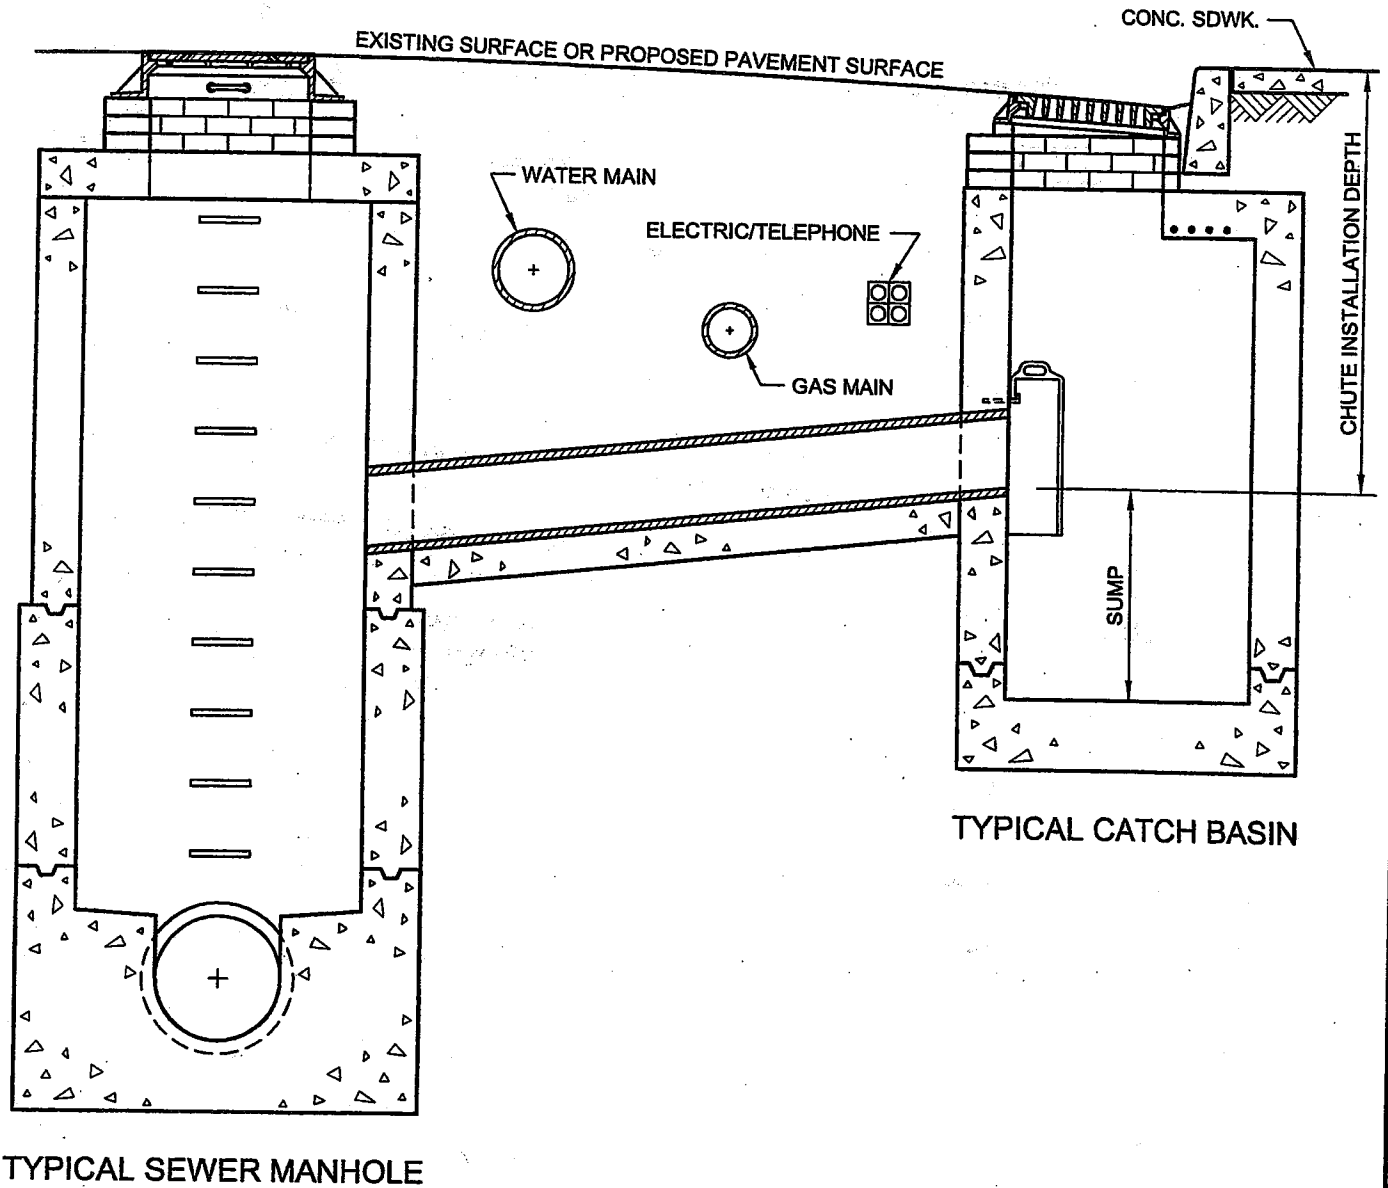 CONC. SDWK.
EXISTING SURFACE OR PROPOSED PAVEMENT SURFACE
WATER MAIN
ELECTRIC/TELEPHONE
GAS MAIN
CHUTE INSTALLATION DEPTH
SUMP
TYPICAL CATCH BASIN
TYPICAL SEWER MANHOLE